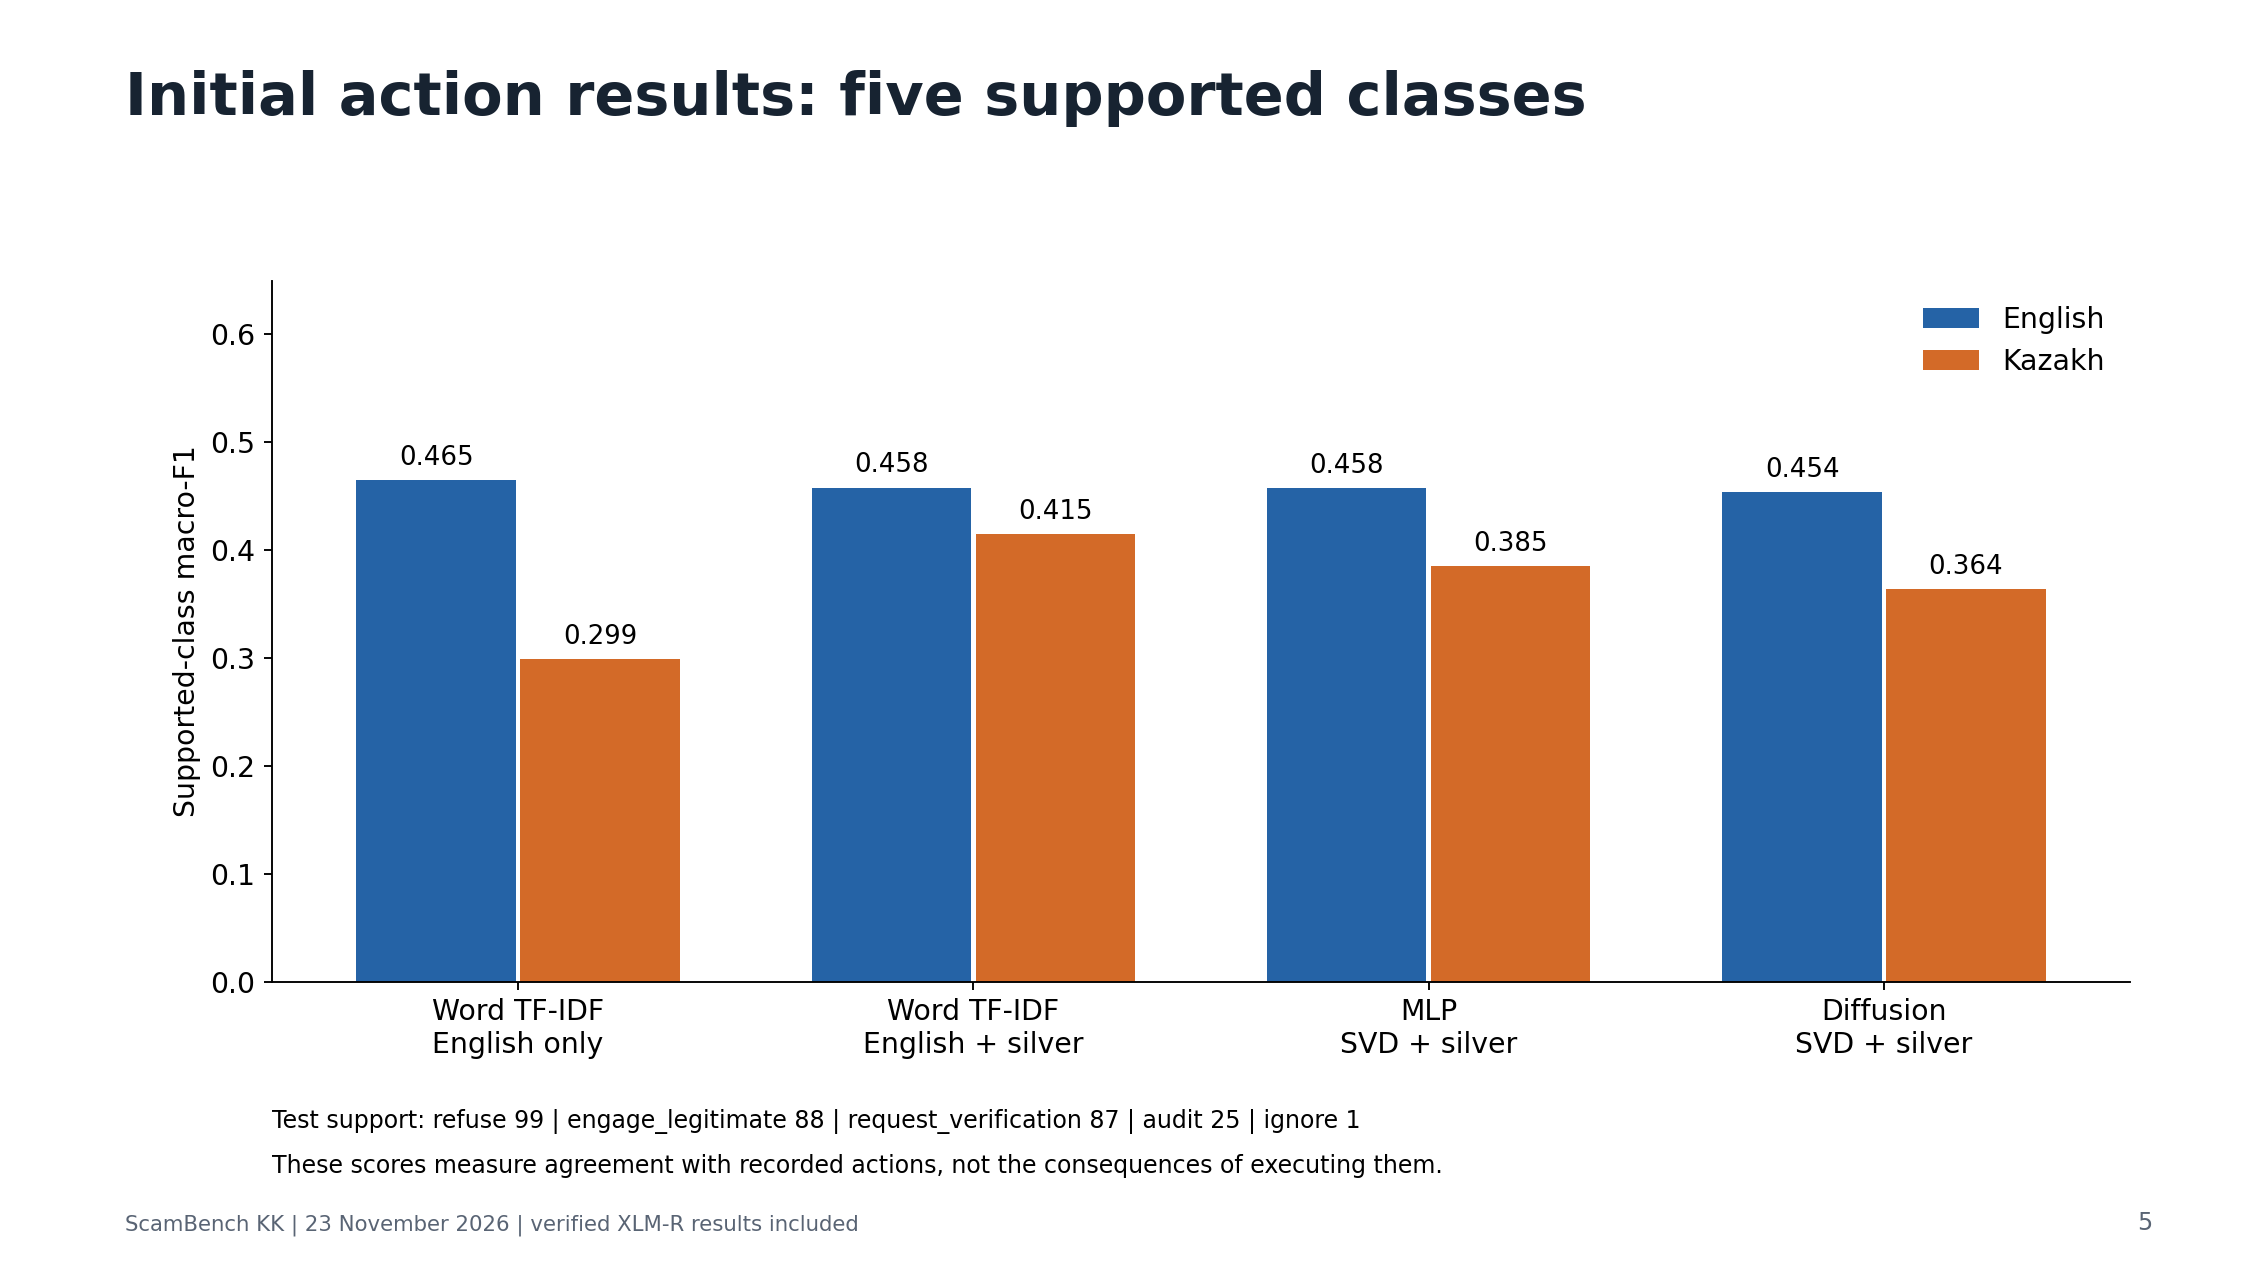 Initial action results: five supported classes
English
Kazakh
Supported-class macro-F1
0.6
0.5
0.4
0.3
0.2
0.1
0.0
0.465
0.299
0.458
0.415
0.458
0.385
0.454
0.364
Word TF-IDF
English only
Word TF-IDF
English + silver
MLP
SVD + silver
Diffusion
SVD + silver
Test support: refuse 99 | engage_legitimate 88 | request_verification 87 | audit 25 | ignore 1
These scores measure agreement with recorded actions, not the consequences of executing them.
ScamBench KK | 23 November 2026 | verified XLM-R results included
5